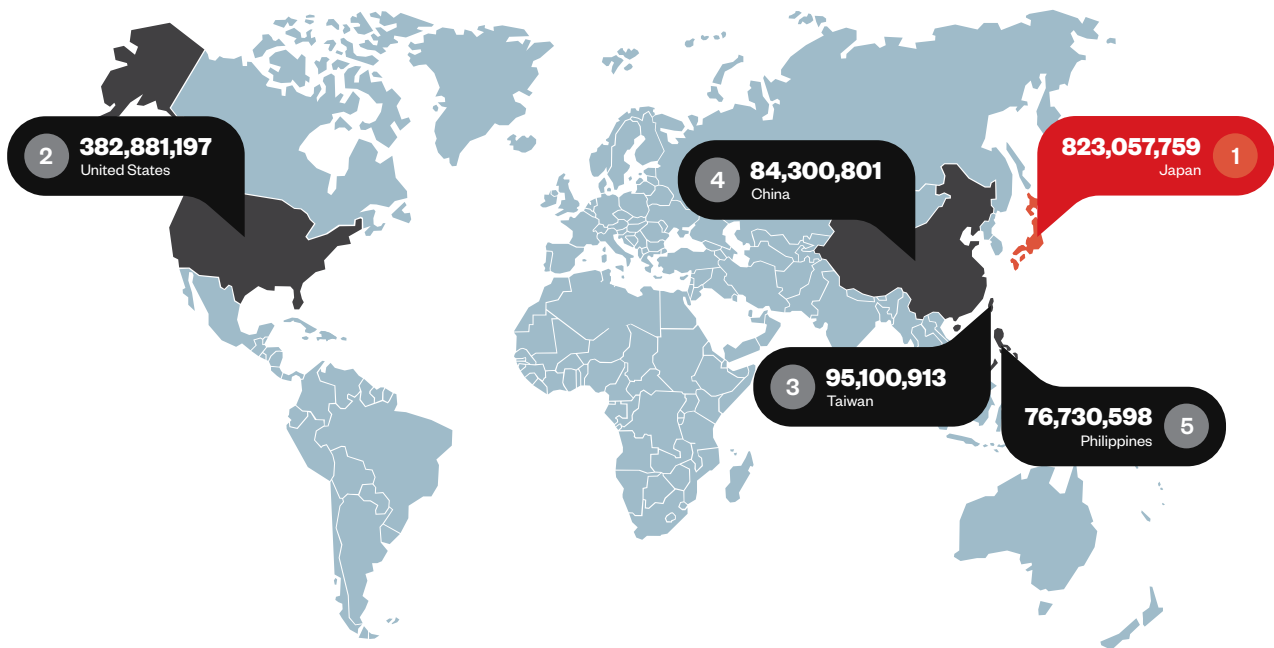 2
382,881,197
United States
4
84,300,801
China
823,057,759
Japan
1
3
95,100,913
Taiwan
76,730,598
Philippines
5